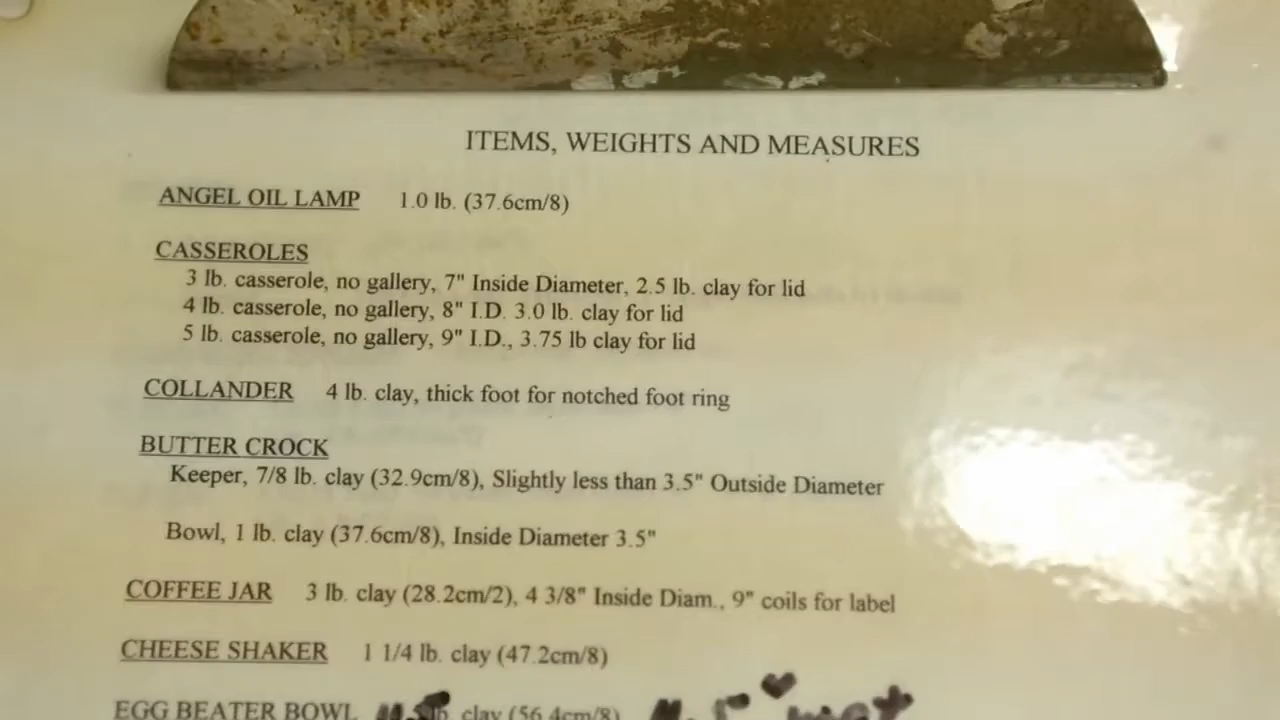 ITEMS, WEIGHTS AND MEASURES
ANGEL OIL LAMP 1.0 lb. (37.6cm/8)
CASSEROLES
3 lb. casserole, no gallery, 7" Inside Diameter, 2.5 lb. clay for lid
4 lb. casserole, no gallery, 8" I.D. 3.0 lb. clay for lid
5 lb. casserole, no gallery, 9" I.D., 3.75 lb clay for lid
COLLANDER 4 lb. clay, thick foot for notched foot ring
BUTTER CROCK
Keeper, 7/8 lb. clay (32.9cm/8), Slightly less than 3.5" Outside Diameter
Bowl, 1 lb. clay (37.6cm/8), Inside Diameter 3.5"
COFFEE JAR 3 lb. clay (28.2cm/2), 4 3/8" Inside Diam., 9" coils for label
CHEESE SHAKER 1 1/4 lb. clay (47.2cm/8)
EGG BEATER BOWL clay (56.4cm/8)